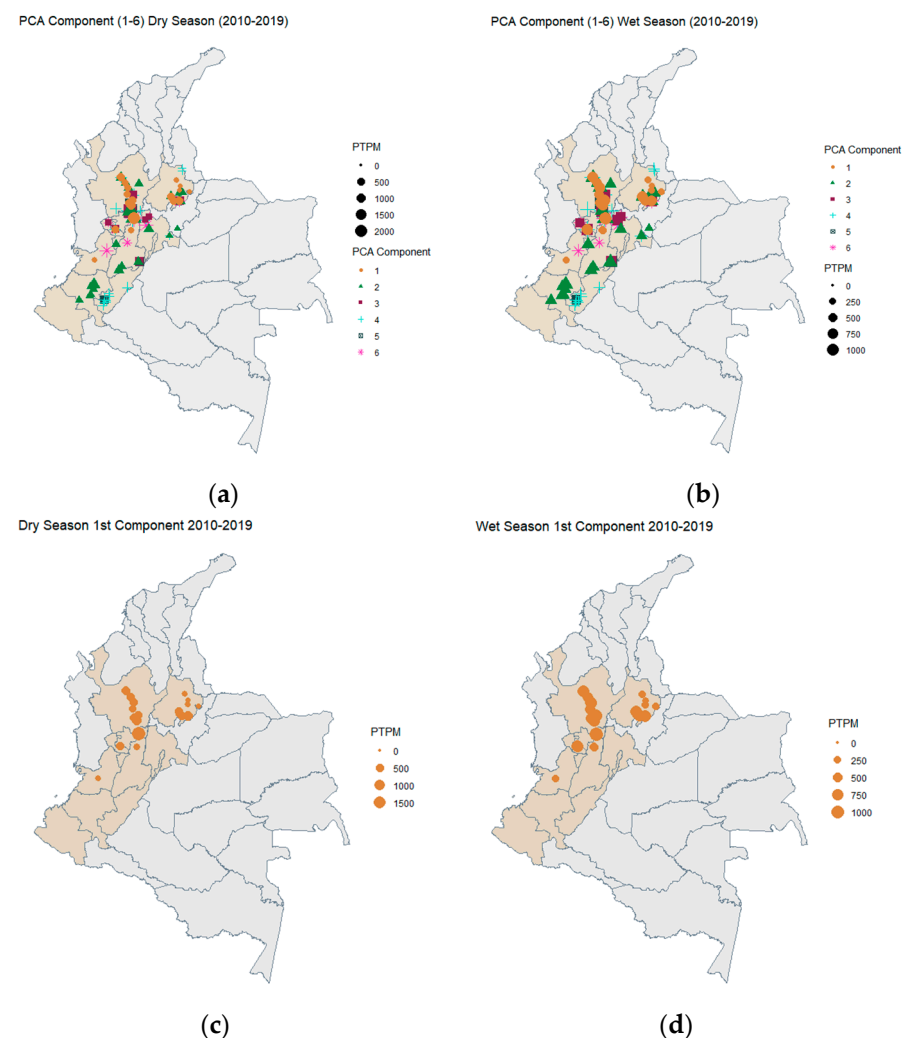 PCA Component (1-6) Dry Season (2010-2019)
PTPM
0
500
1000
1500
2000
PCA Component
1
2
3
4
5
6
(a)
PCA Component (1-6) Wet Season (2010-2019)
PCA Component
1
2
3
4
5
6
PTPM
0
250
500
750
1000
(b)
Dry Season 1st Component 2010-2019
PTPM
0
500
1000
1500
(c)
Wet Season 1st Component 2010-2019
PTPM
0
250
500
750
1000
(d)